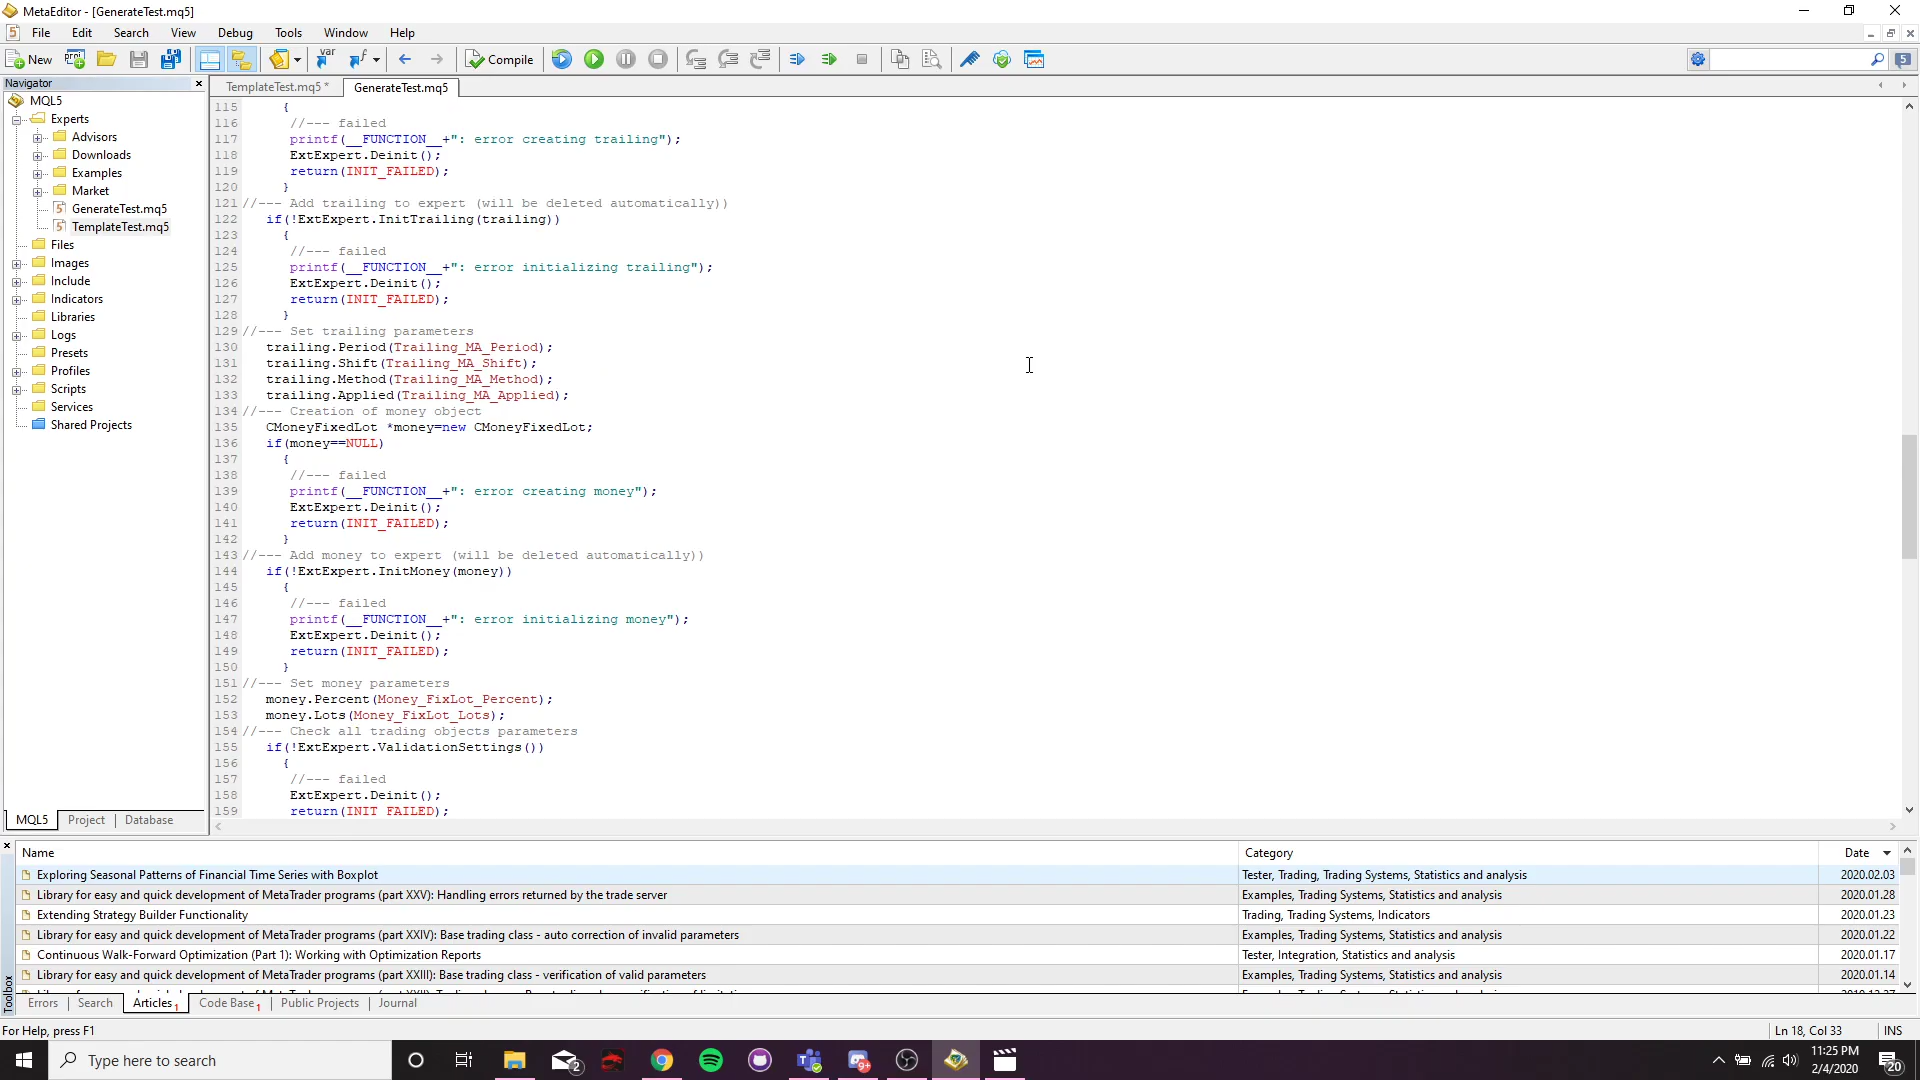 MetaEditor - [GenerateTest.mq5]
File Edit Search View Debug Tools Window Help
New Compile
Navigator
MQL5
Experts
Advisors
Downloads
Examples
Market
GenerateTest.mq5
TemplateTest.mq5
Files
Images
Include
Indicators
Libraries
Logs
Presets
Profiles
Scripts
Services
Shared Projects
MQL5 Project Database
TemplateTest.mq5 * GenerateTest.mq5
115 {
116 //--- failed
117 printf(__FUNCTION__+": error creating trailing");
118 ExtExpert.Deinit();
119 return(INIT_FAILED);
120 }
121 //--- Add trailing to expert (will be deleted automatically))
122 if(!ExtExpert.InitTrailing(trailing))
123 {
124 //--- failed
125 printf(__FUNCTION__+": error initializing trailing");
126 ExtExpert.Deinit();
127 return(INIT_FAILED);
128 }
129 //--- Set trailing parameters
130 trailing.Period(Trailing_MA_Period);
131 trailing.Shift(Trailing_MA_Shift);
132 trailing.Method(Trailing_MA_Method);
133 trailing.Applied(Trailing_MA_Applied);
134 //--- Creation of money object
135 CMoneyFixedLot *money=new CMoneyFixedLot;
136 if(money==NULL)
137 {
138 //--- failed
139 printf(__FUNCTION__+": error creating money");
140 ExtExpert.Deinit();
141 return(INIT_FAILED);
142 }
143 //--- Add money to expert (will be deleted automatically))
144 if(!ExtExpert.InitMoney(money))
145 {
146 //--- failed
147 printf(__FUNCTION__+": error initializing money");
148 ExtExpert.Deinit();
149 return(INIT_FAILED);
150 }
151 //--- Set money parameters
152 money.Percent(Money_FixLot_Percent);
153 money.Lots(Money_FixLot_Lots);
154 //--- Check all trading objects parameters
155 if(!ExtExpert.ValidationSettings())
156 {
157 //--- failed
158 ExtExpert.Deinit();
159 return(INIT_FAILED);
Name Category Date
Exploring Seasonal Patterns of Financial Time Series with Boxplot Tester, Trading, Trading Systems, Statistics and analysis 2020.02.03
Library for easy and quick development of MetaTrader programs (part XXV): Handling errors returned by the trade server Examples, Trading Systems, Statistics and analysis 2020.01.28
Extending Strategy Builder Functionality Trading, Trading Systems, Indicators 2020.01.23
Library for easy and quick development of MetaTrader programs (part XXIV): Base trading class - auto correction of invalid parameters Examples, Trading Systems, Statistics and analysis 2020.01.22
Continuous Walk-Forward Optimization (Part 1): Working with Optimization Reports Tester, Integration, Statistics and analysis 2020.01.17
Library for easy and quick development of MetaTrader programs (part XXIII): Base trading class - verification of valid parameters Examples, Trading Systems, Statistics and analysis 2020.01.14
Toolbox
Errors Search Articles 1 Code Base 1 Public Projects Journal
For Help, press F1 Ln 18, Col 33 INS
Type here to search 2 9+ 11:25 PM
2/4/2020 20